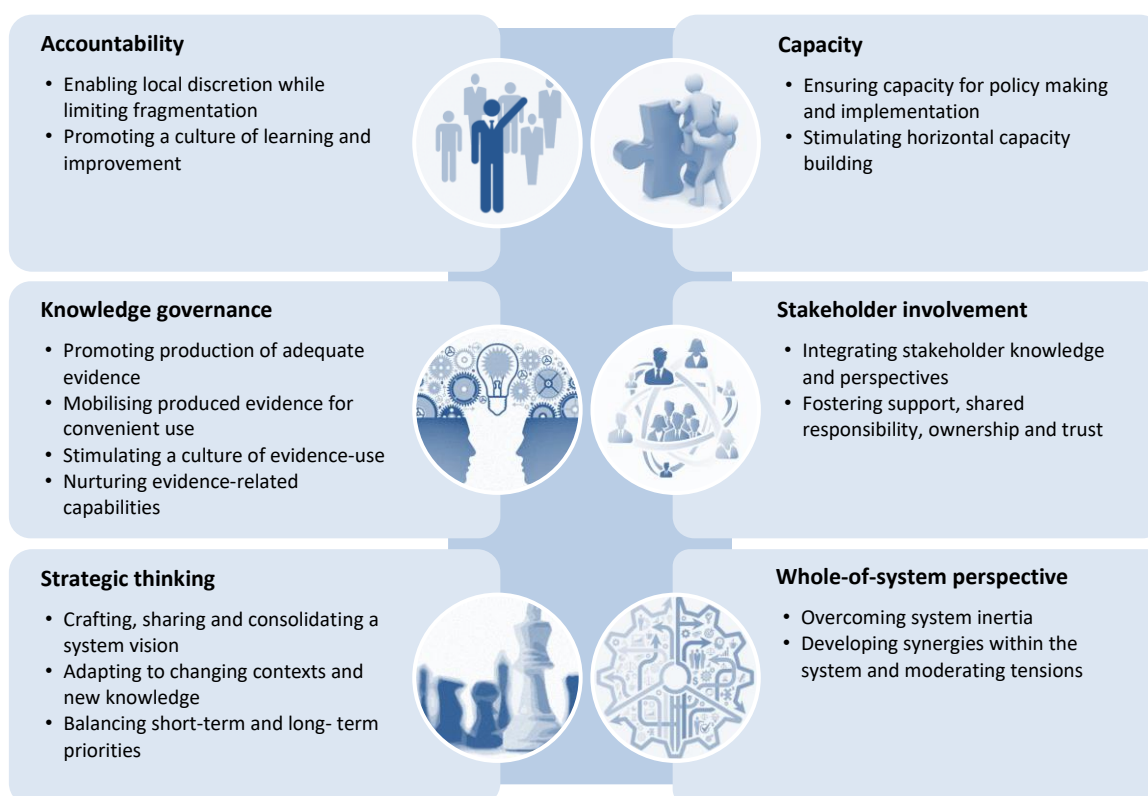 Accountability
• Enabling local discretion while
limiting fragmentation
• Promoting a culture of learning and
improvement
Capacity
• Ensuring capacity for policy making
and implementation
• Stimulating horizontal capacity
building
Knowledge governance
• Promoting production of adequate
evidence
• Mobilising produced evidence for
convenient use
• Stimulating a culture of evidence-use
• Nurturing evidence-related
capabilities
Stakeholder involvement
• Integrating stakeholder knowledge
and perspectives
• Fostering support, shared
responsibility, ownership and trust
Strategic thinking
• Crafting, sharing and consolidating a
system vision
• Adapting to changing contexts and
new knowledge
• Balancing short-term and long- term
priorities
Whole-of-system perspective
• Overcoming system inertia
• Developing synergies within the
system and moderating tensions